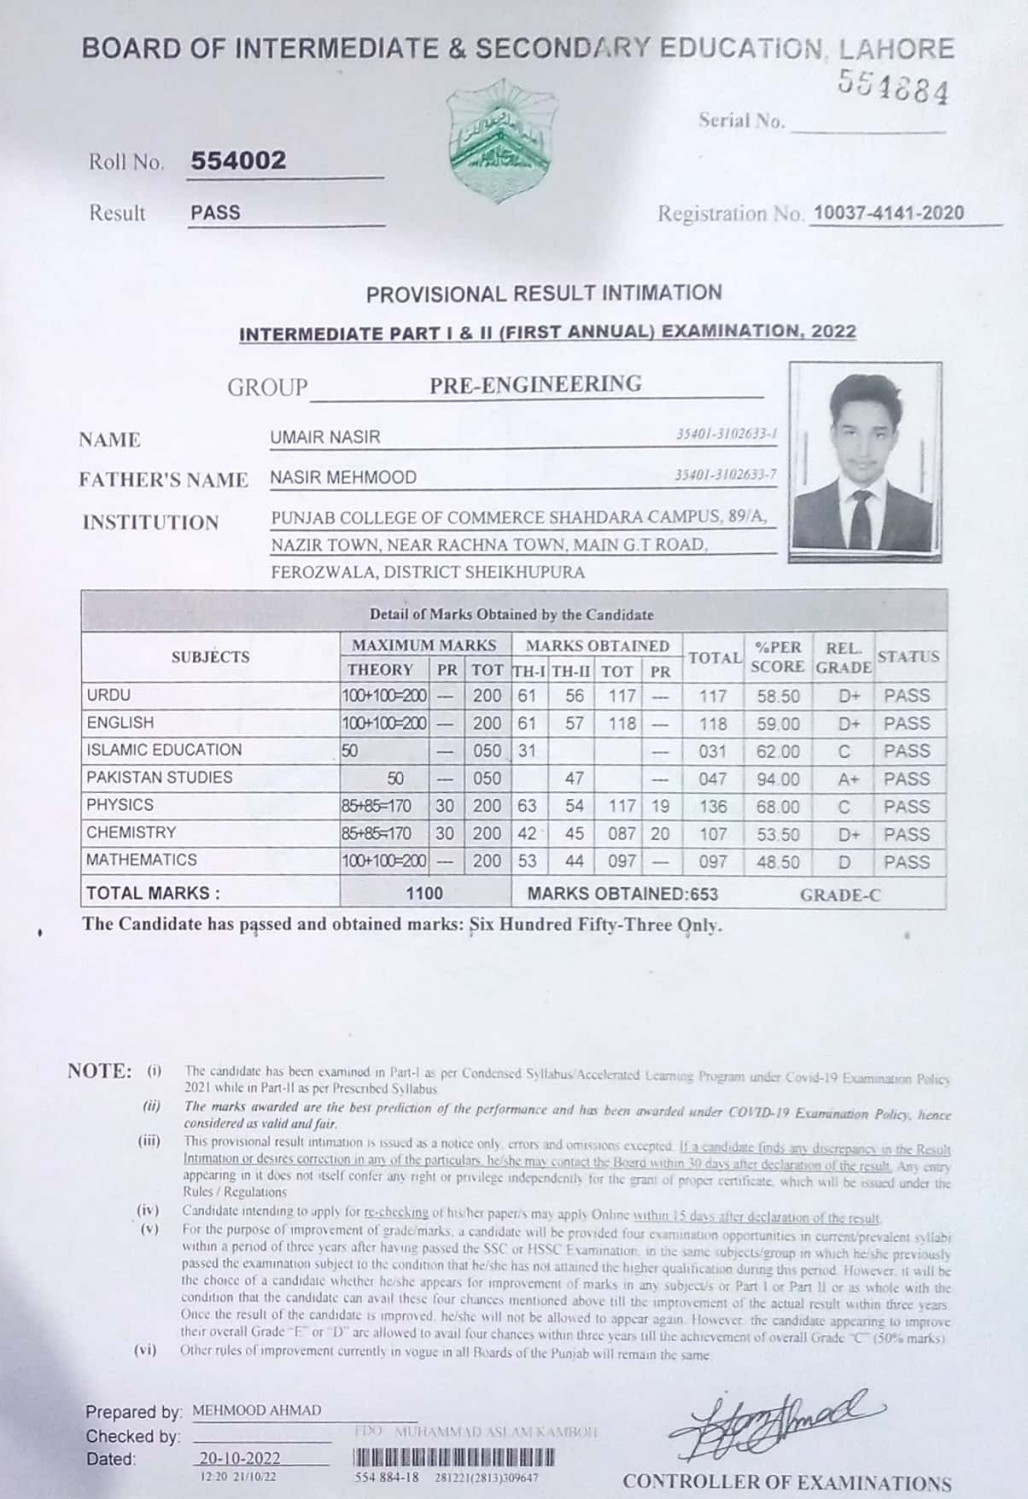 BOARD OF INTERMEDIATE & SECONDARY EDUCATION, LAHORE
551884
Serial No.
Roll No. 554002
Result PASS
Registration No. 10037-4141-2020
PROVISIONAL RESULT INTIMATION
INTERMEDIATE PART I & II (FIRST ANNUAL) EXAMINATION, 2022
GROUP PRE-ENGINEERING
NAME UMAIR NASIR 35401-3102633-1
FATHER'S NAME NASIR MEHMOOD 35401-3102633-7
INSTITUTION PUNJAB COLLEGE OF COMMERCE SHAHDARA CAMPUS, 89/A,
NAZIR TOWN, NEAR RACHNA TOWN, MAIN G.T ROAD,
FEROZWALA, DISTRICT SHEIKHUPURA
Detail of Marks Obtained by the Candidate
SUBJECTS MAXIMUM MARKS MARKS OBTAINED TOTAL %PER SCORE REL. GRADE STATUS
THEORY PR TOT TH-I TH-II TOT PR
URDU 100+100=200 — 200 61 56 117 — 117 58.50 D+ PASS
ENGLISH 100+100=200 — 200 61 57 118 — 118 59.00 D+ PASS
ISLAMIC EDUCATION 50 — 050 31 — 031 62.00 C PASS
PAKISTAN STUDIES 50 — 050 47 — 047 94.00 A+ PASS
PHYSICS 85+85=170 30 200 63 54 117 19 136 68.00 C PASS
CHEMISTRY 85+85=170 30 200 42 45 087 20 107 53.50 D+ PASS
MATHEMATICS 100+100=200 — 200 53 44 097 — 097 48.50 D PASS
TOTAL MARKS : 1100 MARKS OBTAINED:653 GRADE-C
The Candidate has passed and obtained marks: Six Hundred Fifty-Three Only.
NOTE: (i) The candidate has been examined in Part-I as per Condensed Syllabus/Accelerated Learning Program under Covid-19 Examination Policy
2021 while in Part-II as per Prescribed Syllabus
(ii) The marks awarded are the best prediction of the performance and has been awarded under COVID-19 Examination Policy, hence
considered as valid and fair.
(iii) This provisional result intimation is issued as a notice only, errors and omissions excepted. If a candidate finds any discrepancy in the Result
Intimation or desires correction in any of the particulars, he/she may contact the Board within 30 days after declaration of the result. Any entry
appearing in it does not itself confer any right or privilege independently for the grant of proper certificate, which will be issued under the
Rules / Regulations
(iv) Candidate intending to apply for re-checking of his/her paper/s may apply Online within 15 days after declaration of the result.
(v) For the purpose of improvement of grade/marks, a candidate will be provided four examination opportunities in current/prevalent syllabi
within a period of three years after having passed the SSC or HSSC Examination, in the same subjects/group in which he/she previously
passed the examination subject to the condition that he/she has not attained the higher qualification during this period. However, it will be
the choice of a candidate whether he/she appears for improvement of marks in any subject/s or Part I or Part II or as whole with the
condition that the candidate can avail these four chances mentioned above till the improvement of the actual result within three years.
Once the result of the candidate is improved, he/she will not be allowed to appear again. However, the candidate appearing to improve
their overall Grade "E" or "D" are allowed to avail four chances within three years till the achievement of overall Grade "C" (50% marks)
(vi) Other rules of improvement currently in vogue in all Boards of the Punjab will remain the same
Prepared by: MEHMOOD AHMAD
Checked by: FDO MUHAMMAD ASLAM KAMBOH
Dated: 20-10-2022
12:20 21/10/22 554 884-18 281221(2813)309647
CONTROLLER OF EXAMINATIONS